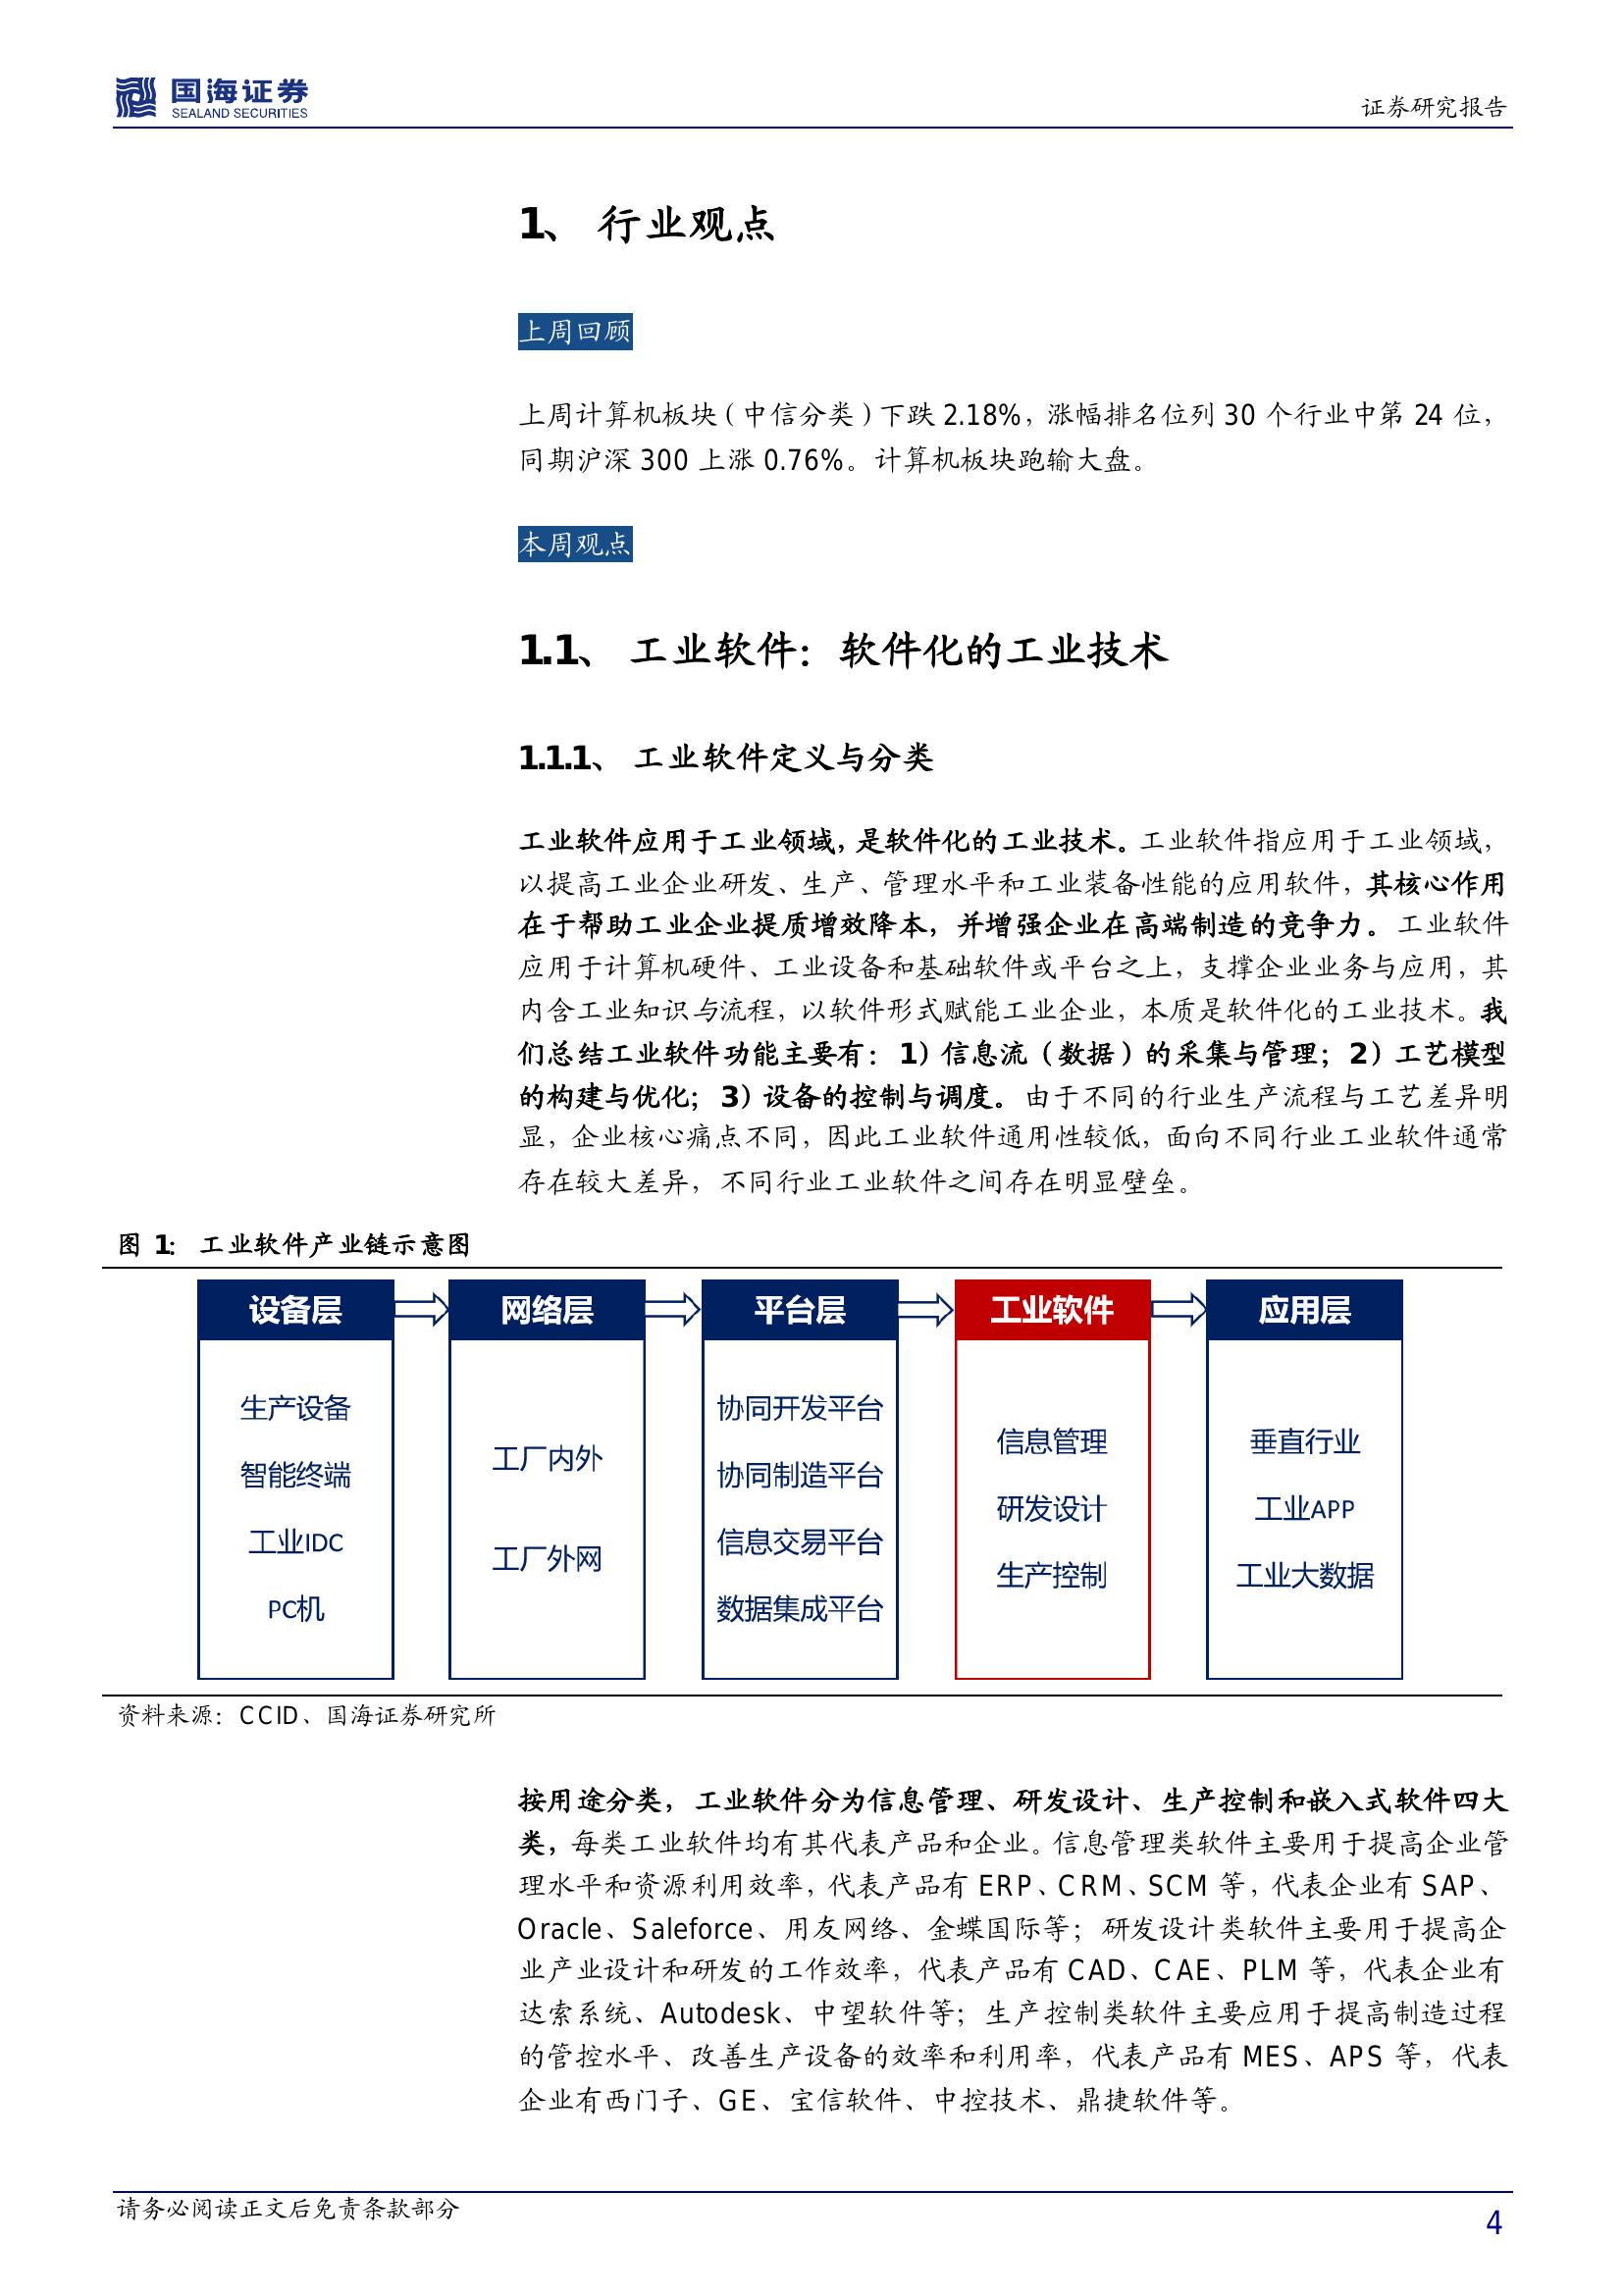 国海证券
SEALAND SECURITIES
证券研究报告
1、 行业观点
上周回顾
上周计算机板块（中信分类）下跌 2.18%，涨幅排名位列 30 个行业中第 24 位，
同期沪深 300 上涨 0.76%。计算机板块跑输大盘。
本周观点
1.1、 工业软件：软件化的工业技术
1.1.1、 工业软件定义与分类
工业软件应用于工业领域，是软件化的工业技术。工业软件指应用于工业领域，
以提高工业企业研发、生产、管理水平和工业装备性能的应用软件，其核心作用
在于帮助工业企业提质增效降本，并增强企业在高端制造的竞争力。工业软件
应用于计算机硬件、工业设备和基础软件或平台之上，支撑企业业务与应用，其
内含工业知识与流程，以软件形式赋能工业企业，本质是软件化的工业技术。我
们总结工业软件功能主要有：1）信息流（数据）的采集与管理；2）工艺模型
的构建与优化；3）设备的控制与调度。由于不同的行业生产流程与工艺差异明
显，企业核心痛点不同，因此工业软件通用性较低，面向不同行业工业软件通常
存在较大差异，不同行业工业软件之间存在明显壁垒。
图 1： 工业软件产业链示意图
设备层
生产设备
智能终端
工业IDC
PC机
网络层
工厂内外
工厂外网
平台层
协同开发平台
协同制造平台
信息交易平台
数据集成平台
工业软件
信息管理
研发设计
生产控制
应用层
垂直行业
工业APP
工业大数据
资料来源：CCID、国海证券研究所
按用途分类，工业软件分为信息管理、研发设计、生产控制和嵌入式软件四大
类，每类工业软件均有其代表产品和企业。信息管理类软件主要用于提高企业管
理水平和资源利用效率，代表产品有 ERP、CRM、SCM 等，代表企业有 SAP、
Oracle、Saleforce、用友网络、金蝶国际等；研发设计类软件主要用于提高企
业产业设计和研发的工作效率，代表产品有 CAD、CAE、PLM 等，代表企业有
达索系统、Autodesk、中望软件等；生产控制类软件主要应用于提高制造过程
的管控水平、改善生产设备的效率和利用率，代表产品有 MES、APS 等，代表
企业有西门子、GE、宝信软件、中控技术、鼎捷软件等。
请务必阅读正文后免责条款部分
4